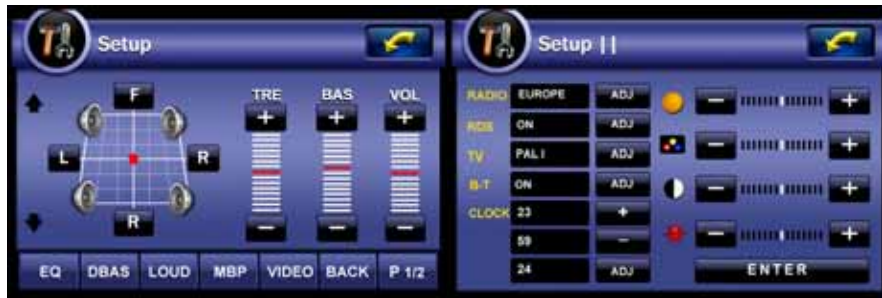 Setup
F
TRE BAS VOL
+ + +
L R
- - -
R
EQ DBAS LOUD MBP VIDEO BACK P 1/2
Setup ||
RADIO EUROPE ADJ - +
RDS ON ADJ
TV PAL I ADJ - +
B-T ON ADJ - +
CLOCK 23 +
59 - - +
24 ADJ ENTER